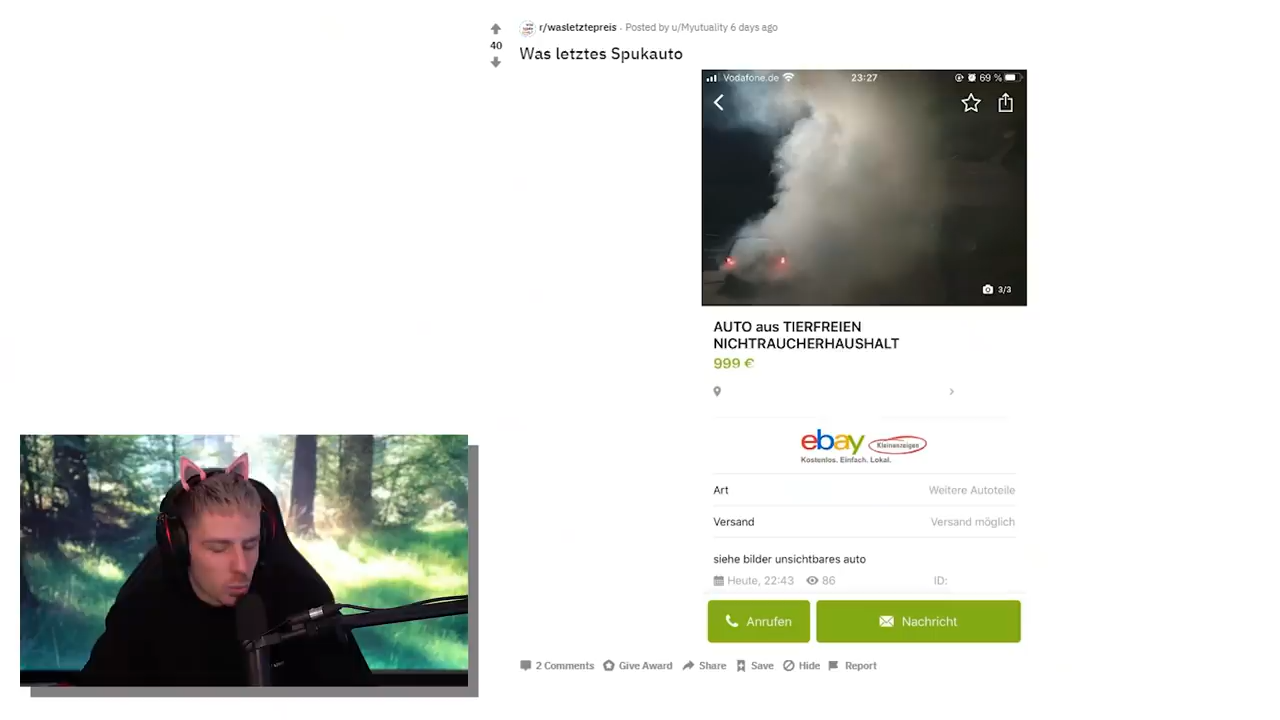 r/wasletztepreis · Posted by u/Myutuality 6 days ago
40
Was letztes Spukauto
Vodafone.de 23:27 69 %
3/3
AUTO aus TIERFREIEN
NICHTRAUCHERHAUSHALT
999 €
ebay Kleinanzeigen
Kostenlos. Einfach. Lokal.
Art Weitere Autoteile
Versand Versand möglich
siehe bilder unsichtbares auto
Heute, 22:43 86 ID:
Anrufen Nachricht
2 Comments Give Award Share Save Hide Report